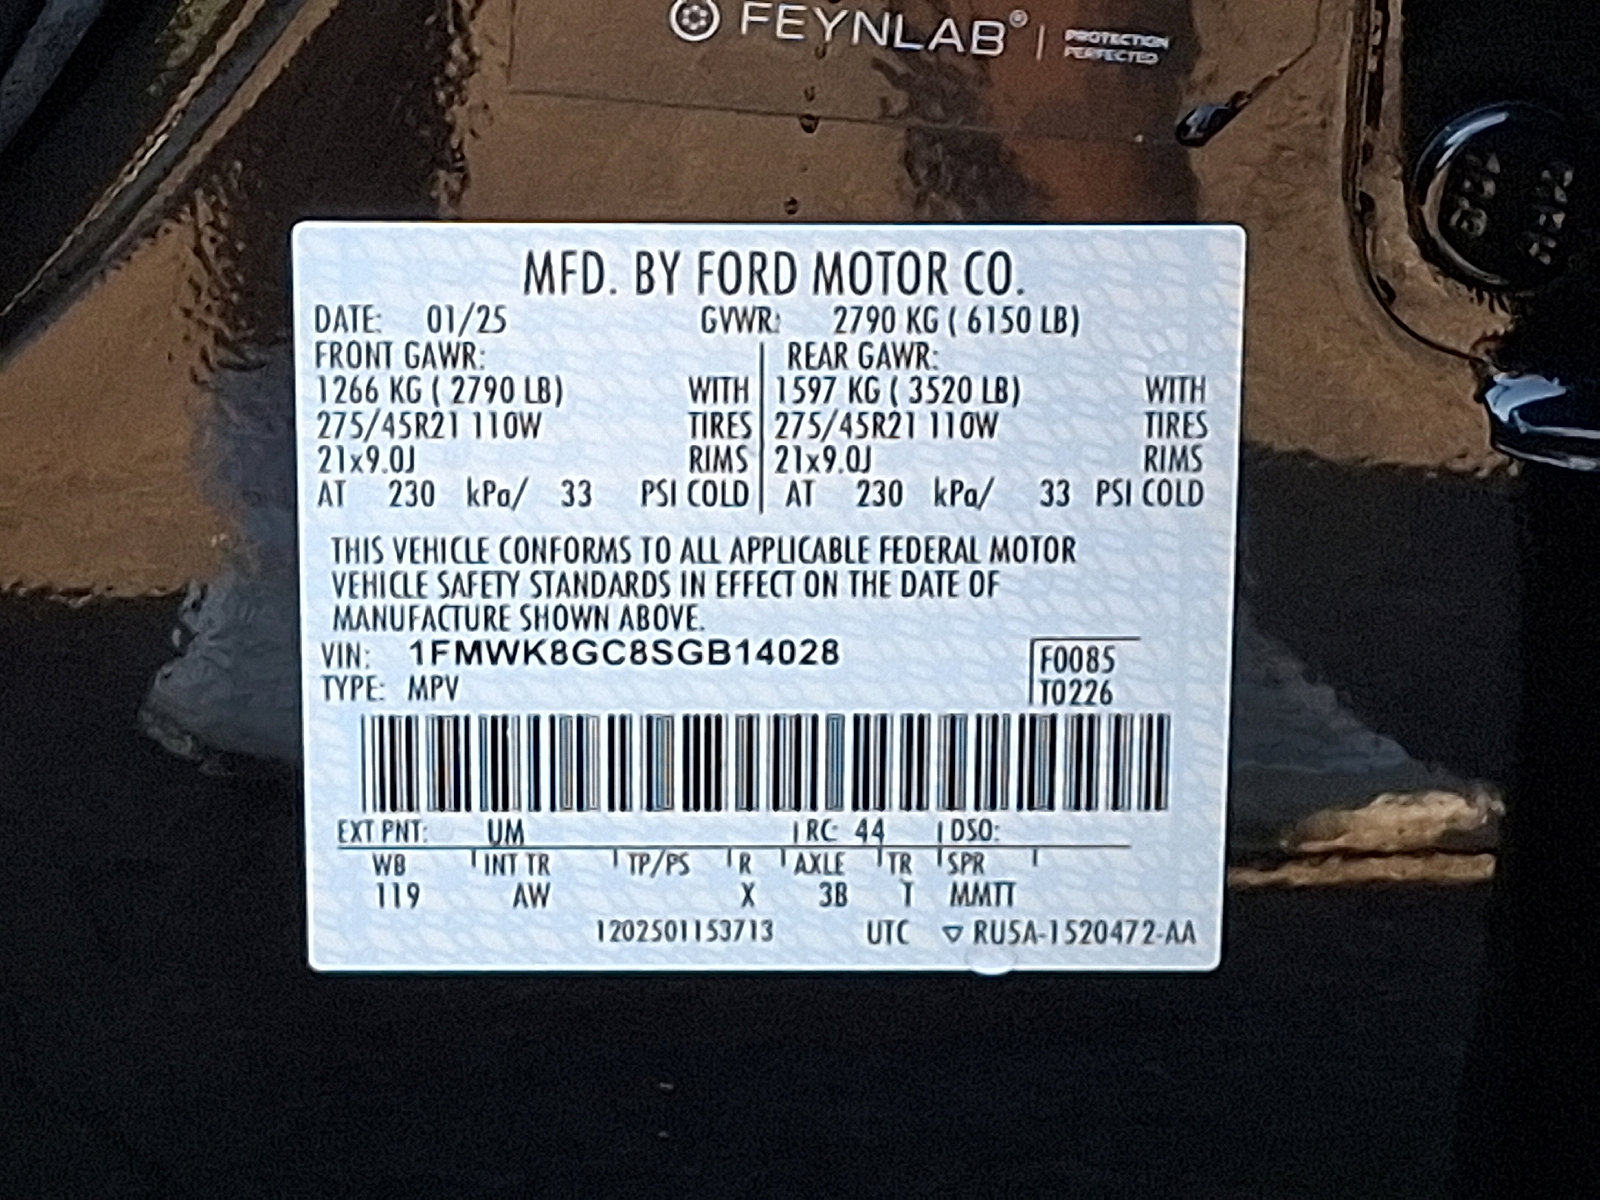 FEYNLAB® | PROTECTION
PERFECTED
MFD. BY FORD MOTOR CO.
DATE: 01/25 GVWR: 2790 KG ( 6150 LB)
FRONT GAWR: REAR GAWR:
1266 KG ( 2790 LB) WITH 1597 KG ( 3520 LB) WITH
275/45R21 110W TIRES 275/45R21 110W TIRES
21x9.0J RIMS 21x9.0J RIMS
AT 230 kPa/ 33 PSI COLD AT 230 kPa/ 33 PSI COLD
THIS VEHICLE CONFORMS TO ALL APPLICABLE FEDERAL MOTOR
VEHICLE SAFETY STANDARDS IN EFFECT ON THE DATE OF
MANUFACTURE SHOWN ABOVE.
VIN: 1FMWK8GC8SGB14028 F0085
TYPE: MPV T0226
EXT PNT: UM RC: 44 DSO:
WB INT TR TP/PS R AXLE TR SPR
119 AW X 3B T MMTT
1202501153713 UTC ▽ RU5A-1520472-AA